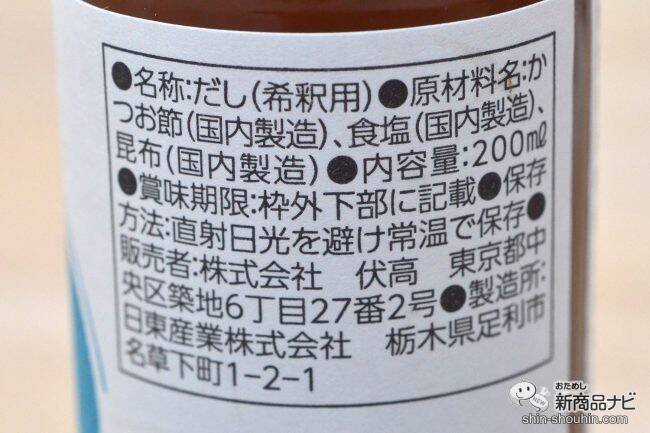 ●名称:だし(希釈用)●原材料名:か
つお節(国内製造)、食塩(国内製造)、
昆布(国内製造)●内容量:200㎖
●賞味期限:枠外下部に記載●保存
方法:直射日光を避け常温で保存●
販売者:株式会社 伏高 東京都中
央区築地6丁目27番2号●製造所:
日東産業株式会社 栃木県足利市
名草下町1-2-1
NEW
おためし
新商品ナビ
shin-shouhin.com